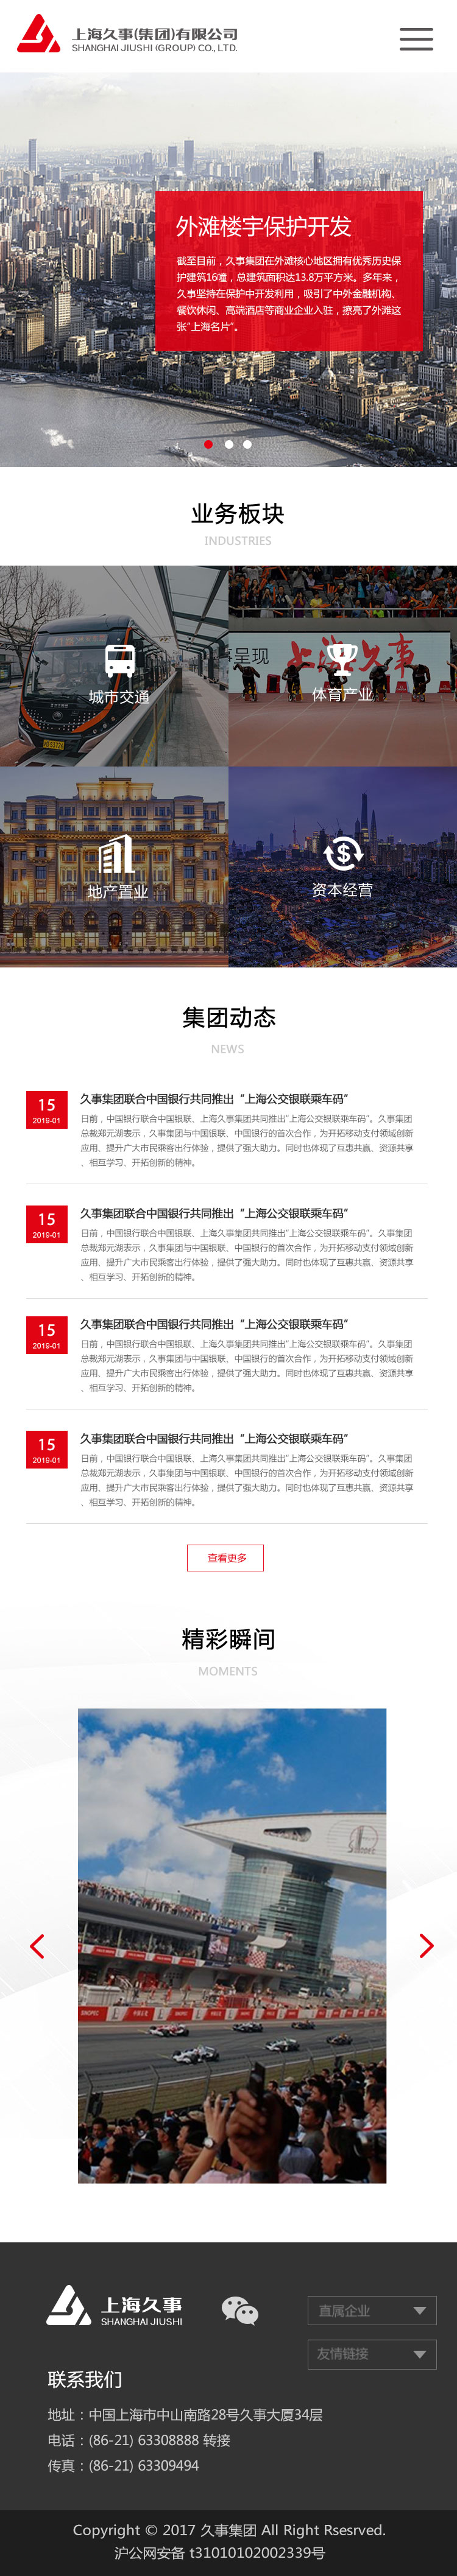 上海久事(集团)有限公司
SHANGHAI JIUSHI (GROUP) CO., LTD.
外滩楼宇保护开发
截至目前，久事集团在外滩核心地区拥有优秀历史保
护建筑16幢，总建筑面积达13.8万平方米。多年来，
久事坚持在保护中开发利用，吸引了中外金融机构、
餐饮休闲、高端酒店等商业企业入驻，擦亮了外滩这
张"上海名片"。
业务板块
INDUSTRIES
城市交通
呈现
上海久事
体育产业
地产置业
资本经营
集团动态
NEWS
15
2019-01
久事集团联合中国银行共同推出 "上海公交银联乘车码"
日前，中国银行联合中国银联、上海久事集团共同推出"上海公交银联乘车码"。久事集团
总裁郑元湖表示，久事集团与中国银联、中国银行的首次合作，为开拓移动支付领域创新
应用、提升广大市民乘客出行体验，提供了强大助力。同时也体现了互惠共赢、资源共享
、相互学习、开拓创新的精神。
15
2019-01
久事集团联合中国银行共同推出 "上海公交银联乘车码"
日前，中国银行联合中国银联、上海久事集团共同推出"上海公交银联乘车码"。久事集团
总裁郑元湖表示，久事集团与中国银联、中国银行的首次合作，为开拓移动支付领域创新
应用、提升广大市民乘客出行体验，提供了强大助力。同时也体现了互惠共赢、资源共享
、相互学习、开拓创新的精神。
15
2019-01
久事集团联合中国银行共同推出 "上海公交银联乘车码"
日前，中国银行联合中国银联、上海久事集团共同推出"上海公交银联乘车码"。久事集团
总裁郑元湖表示，久事集团与中国银联、中国银行的首次合作，为开拓移动支付领域创新
应用、提升广大市民乘客出行体验，提供了强大助力。同时也体现了互惠共赢、资源共享
、相互学习、开拓创新的精神。
15
2019-01
久事集团联合中国银行共同推出 "上海公交银联乘车码"
日前，中国银行联合中国银联、上海久事集团共同推出"上海公交银联乘车码"。久事集团
总裁郑元湖表示，久事集团与中国银联、中国银行的首次合作，为开拓移动支付领域创新
应用、提升广大市民乘客出行体验，提供了强大助力。同时也体现了互惠共赢、资源共享
、相互学习、开拓创新的精神。
查看更多
精彩瞬间
MOMENTS
SINOPEC
上海久事
SHANGHAI JIUSHI
直属企业
友情链接
联系我们
地址：中国上海市中山南路28号久事大厦34层
电话：(86-21) 63308888 转接
传真：(86-21) 63309494
Copyright © 2017 久事集团 All Right Rsesrved.
沪公网安备 t31010102002339号